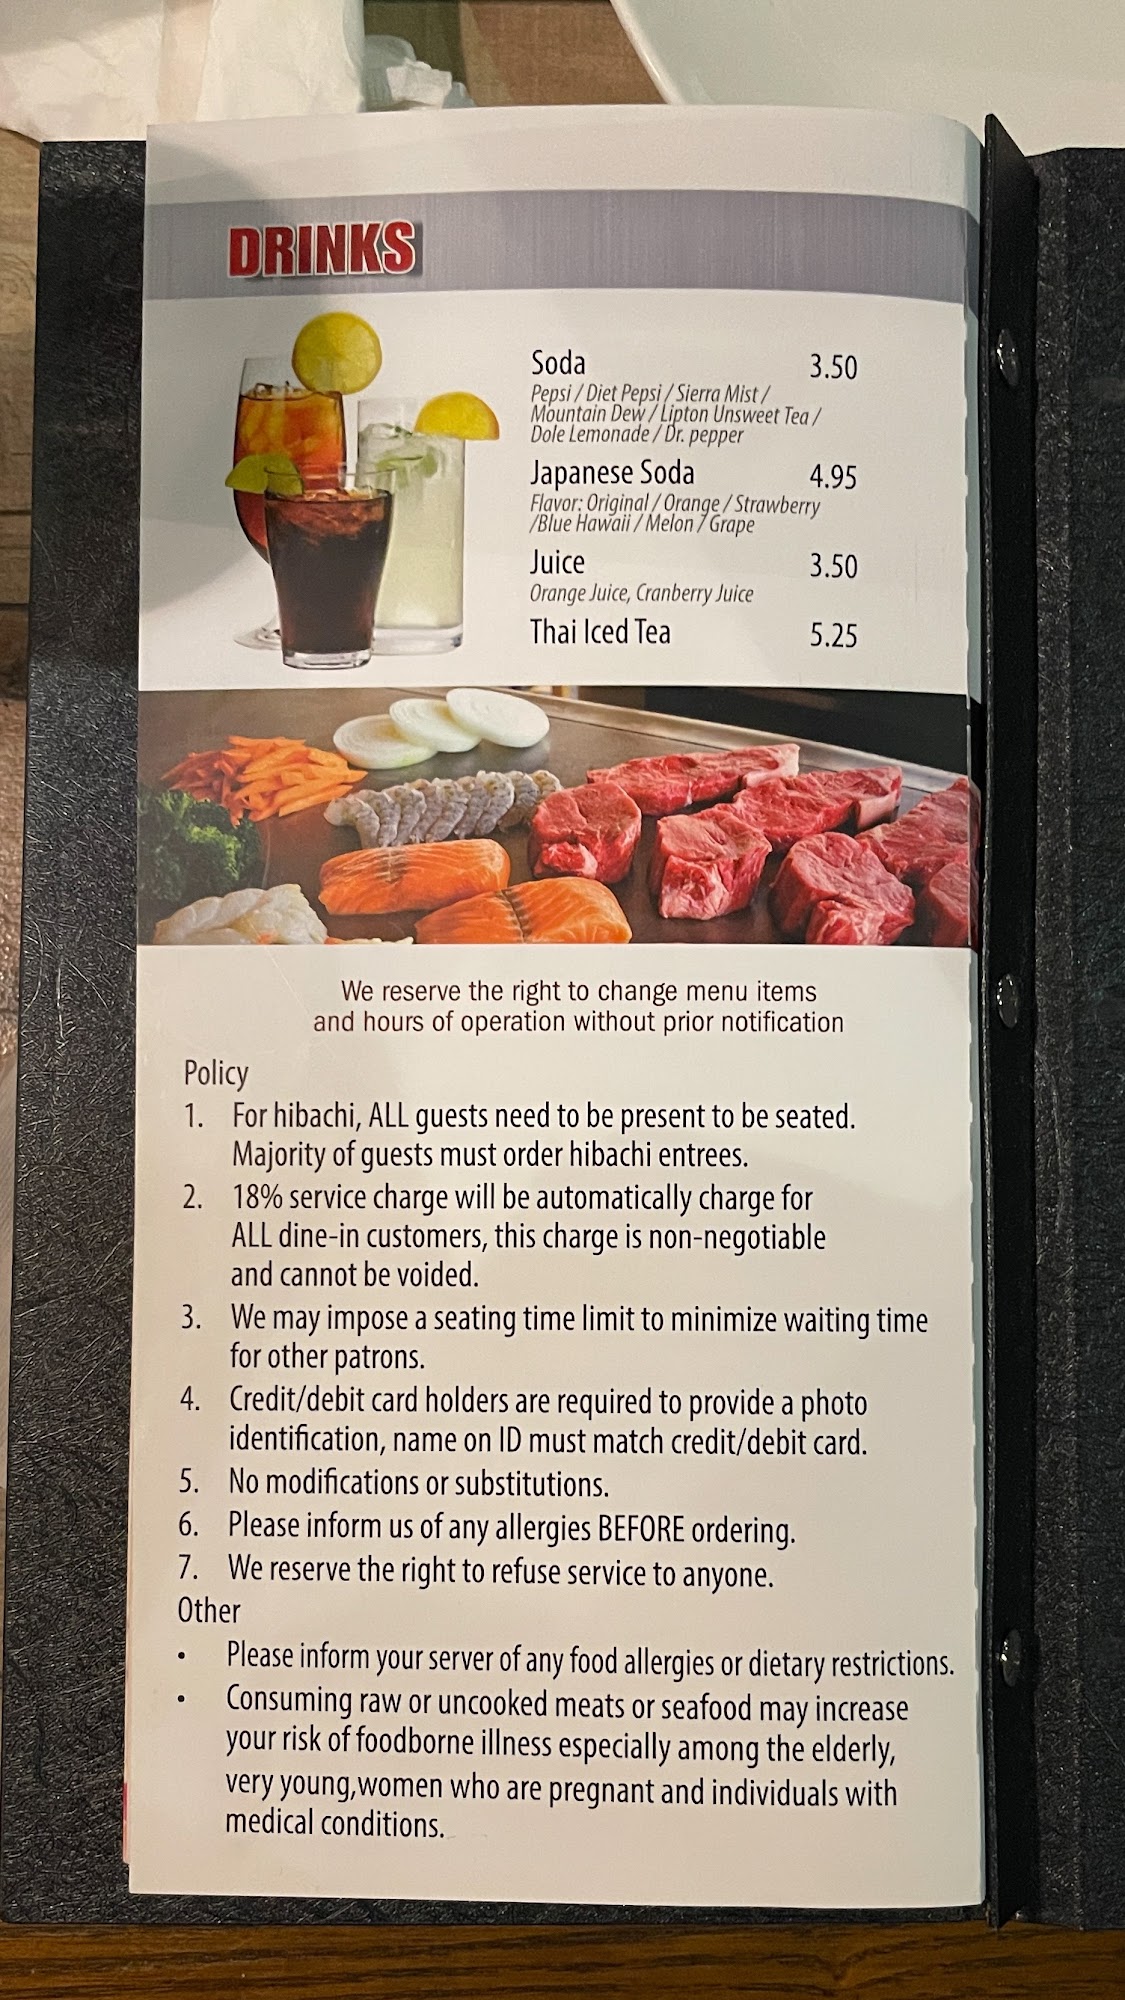 DRINKS
Soda 3.50
Pepsi / Diet Pepsi / Sierra Mist /
Mountain Dew / Lipton Unsweet Tea /
Dole Lemonade / Dr. pepper
Japanese Soda 4.95
Flavor: Original / Orange / Strawberry
/Blue Hawaii / Melon / Grape
Juice 3.50
Orange Juice, Cranberry Juice
Thai Iced Tea 5.25
We reserve the right to change menu items
and hours of operation without prior notification
Policy
1. For hibachi, ALL guests need to be present to be seated.
Majority of guests must order hibachi entrees.
2. 18% service charge will be automatically charge for
ALL dine-in customers, this charge is non-negotiable
and cannot be voided.
3. We may impose a seating time limit to minimize waiting time
for other patrons.
4. Credit/debit card holders are required to provide a photo
identification, name on ID must match credit/debit card.
5. No modifications or substitutions.
6. Please inform us of any allergies BEFORE ordering.
7. We reserve the right to refuse service to anyone.
Other
• Please inform your server of any food allergies or dietary restrictions.
• Consuming raw or uncooked meats or seafood may increase
your risk of foodborne illness especially among the elderly,
very young,women who are pregnant and individuals with
medical conditions.